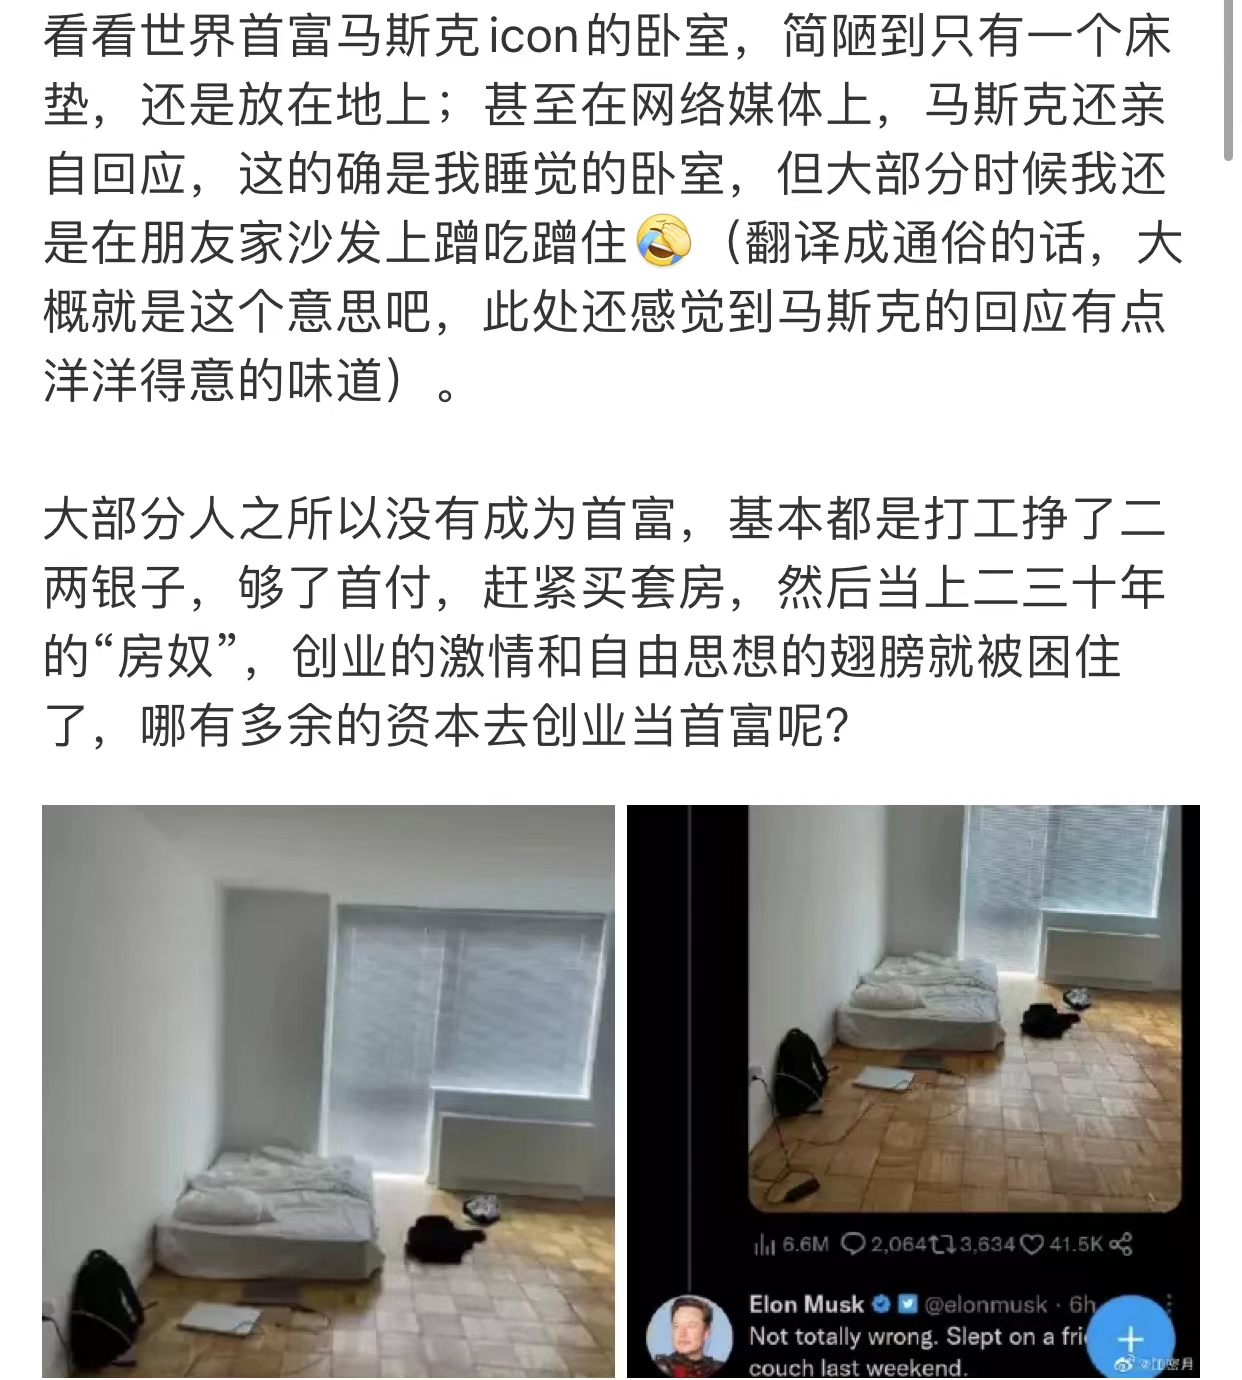 看看世界首富马斯克icon的卧室，简陋到只有一个床
垫，还是放在地上；甚至在网络媒体上，马斯克还亲
自回应，这的确是我睡觉的卧室，但大部分时候我还
是在朋友家沙发上蹭吃蹭住🤣（翻译成通俗的话，大
概就是这个意思吧，此处还感觉到马斯克的回应有点
洋洋得意的味道）。
大部分人之所以没有成为首富，基本都是打工挣了二
两银子，够了首付，赶紧买套房，然后当上二三十年
的“房奴”，创业的激情和自由思想的翅膀就被困住
了，哪有多余的资本去创业当首富呢？
6.6M 2,064 3,634 41.5K
Elon Musk @elonmusk · 6h
Not totally wrong. Slept on a
couch last weekend.